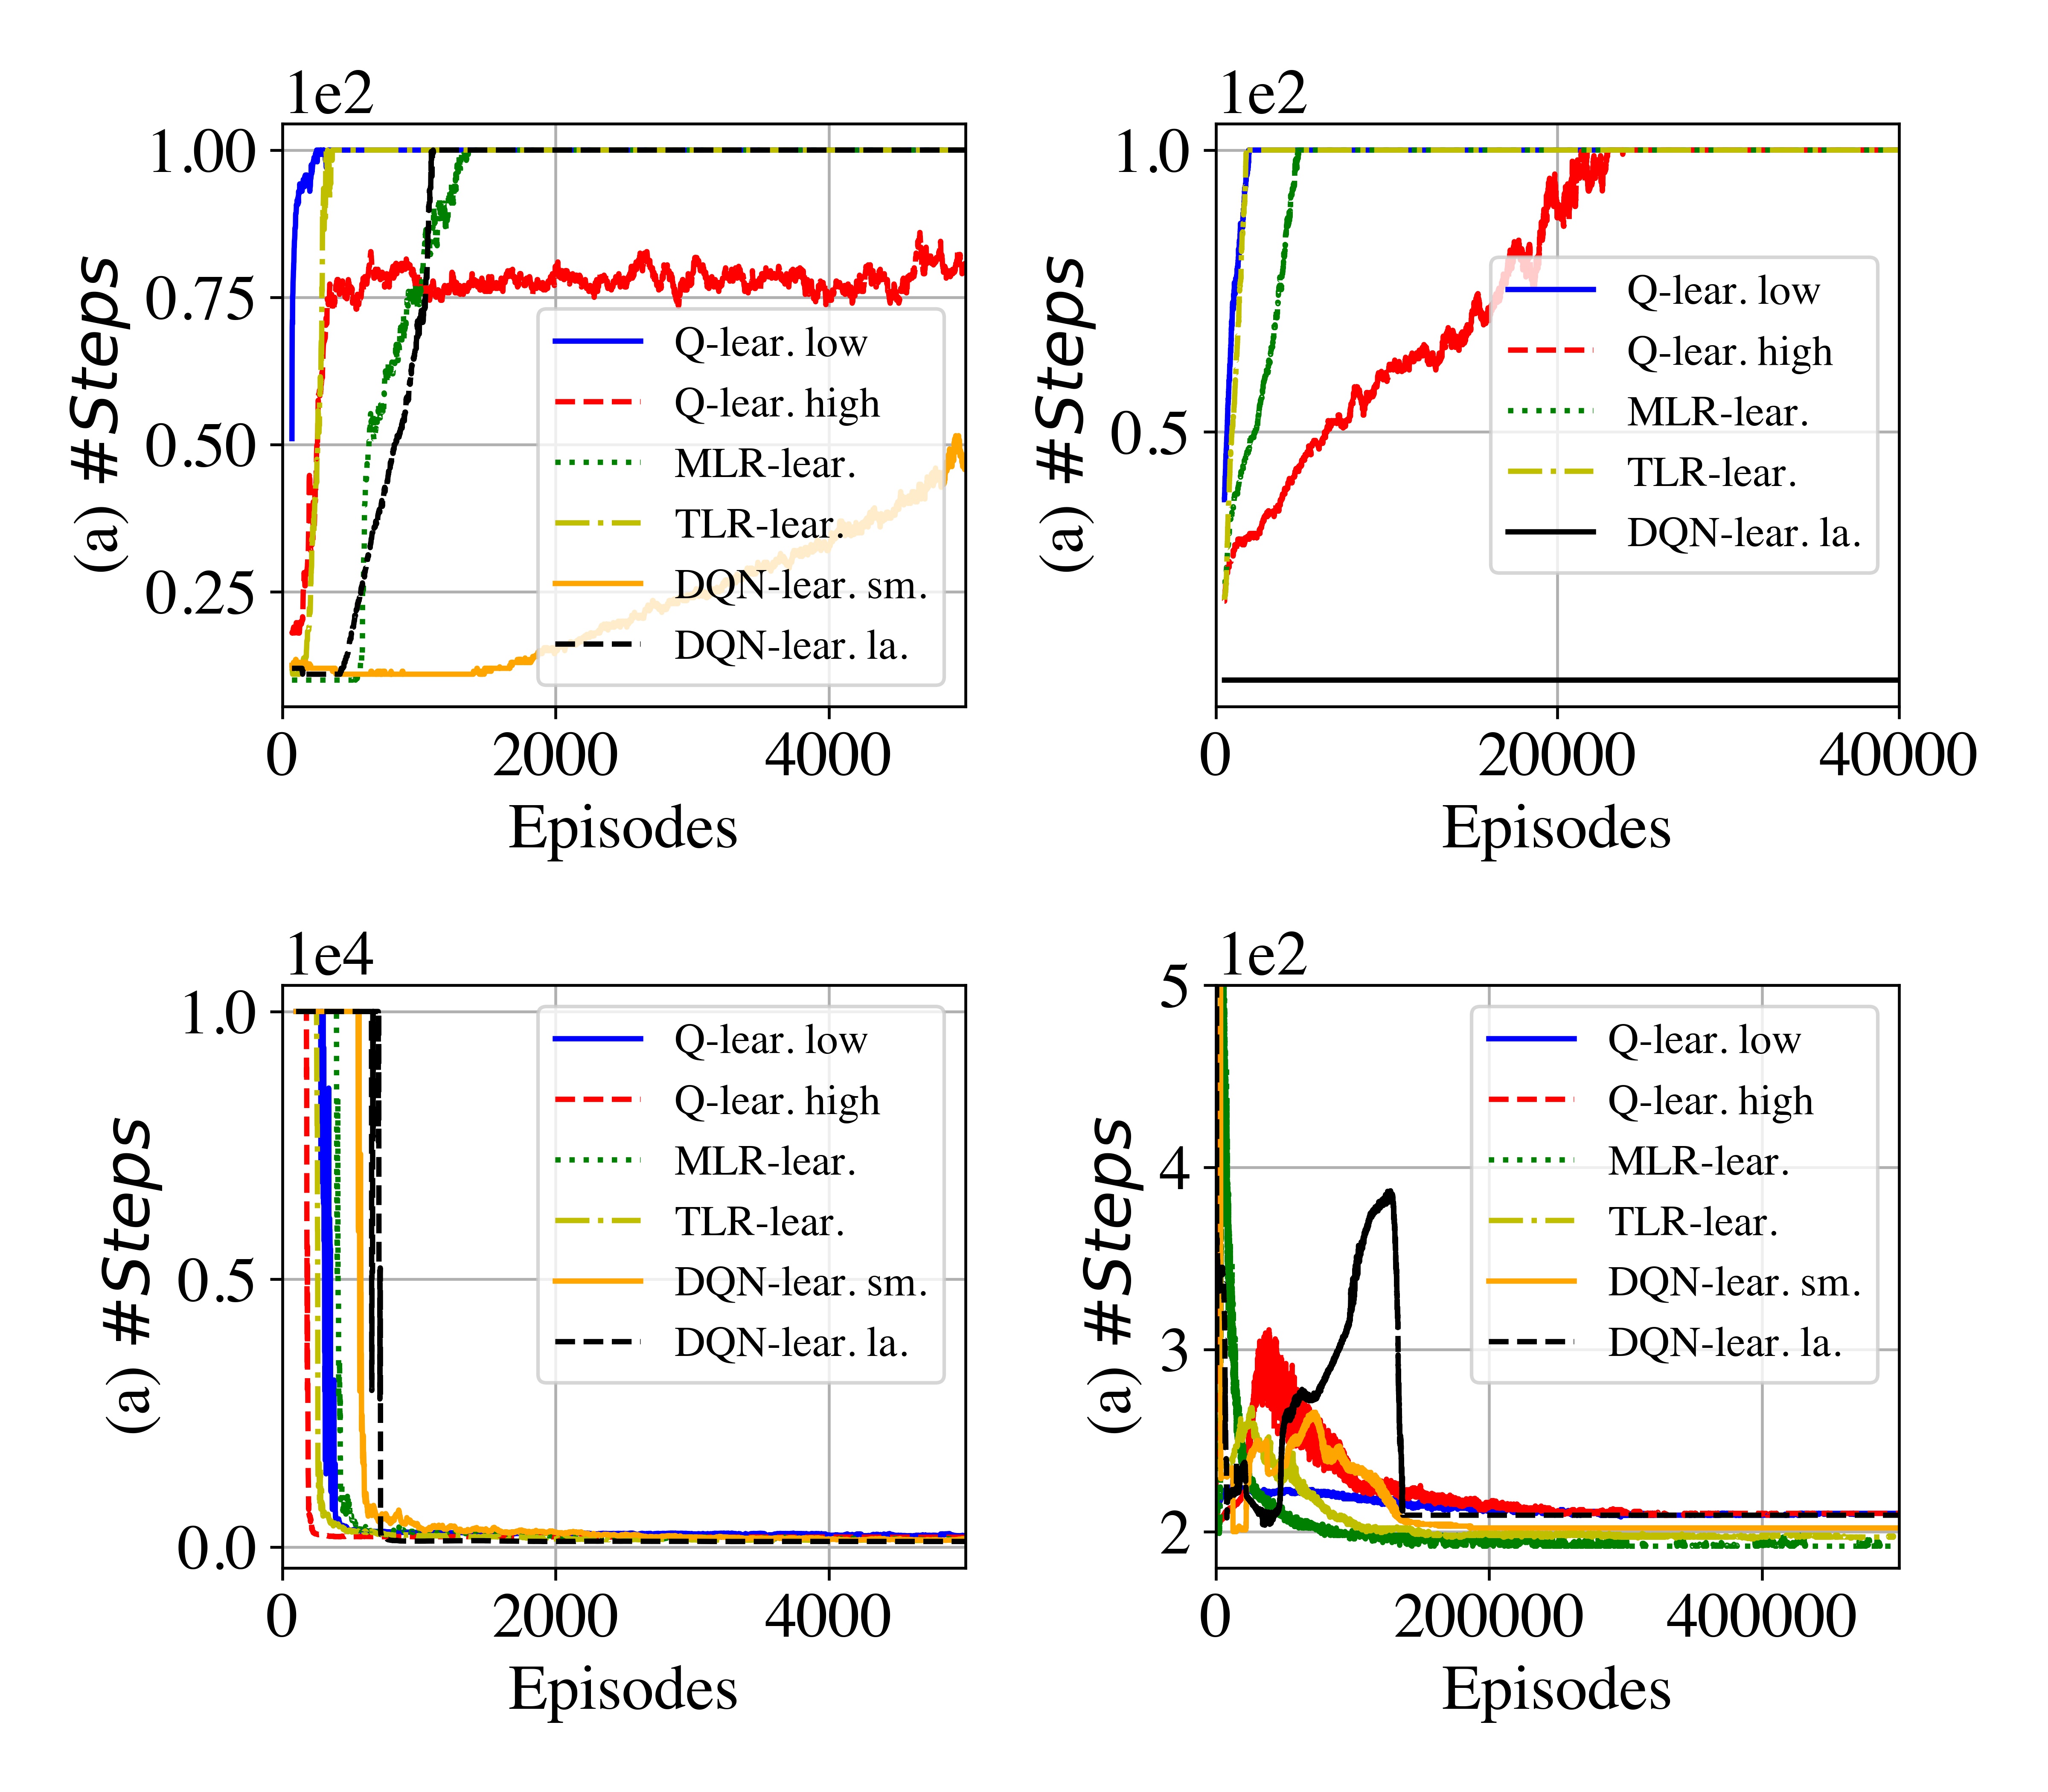 1e2
1.00
0.75
0.50
0.25
(a) #Steps
Q-lear. low
Q-lear. high
MLR-lear.
TLR-lear.
DQN-lear. sm.
DQN-lear. la.
0 2000 4000
Episodes
1e2
1.0
0.5
(a) #Steps
Q-lear. low
Q-lear. high
MLR-lear.
TLR-lear.
DQN-lear. la.
0 20000 40000
Episodes
1e4
1.0
0.5
0.0
(a) #Steps
Q-lear. low
Q-lear. high
MLR-lear.
TLR-lear.
DQN-lear. sm.
DQN-lear. la.
0 2000 4000
Episodes
1e2
5
4
3
2
(a) #Steps
Q-lear. low
Q-lear. high
MLR-lear.
TLR-lear.
DQN-lear. sm.
DQN-lear. la.
0 200000 400000
Episodes